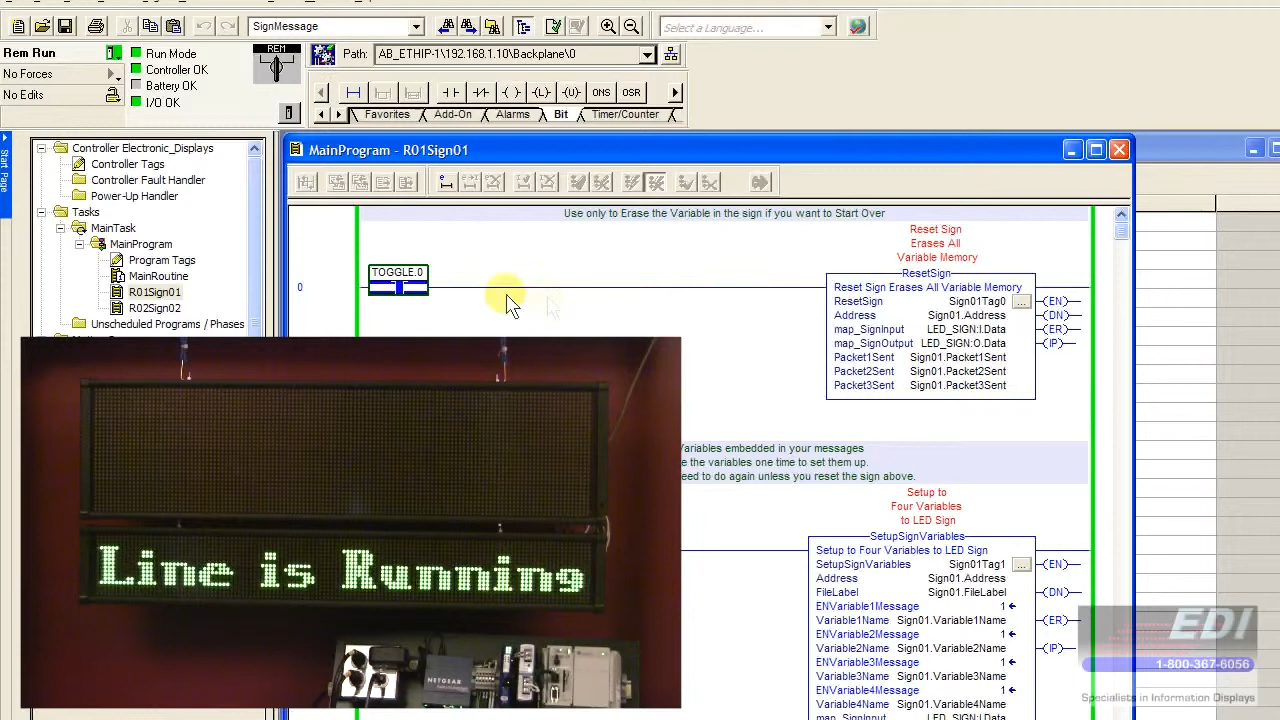 SignMessage
Select a Language...
Rem Run
Run Mode
REM
Path: AB_ETHIP-1\192.168.1.10\Backplane\0
No Forces
Controller OK
Battery OK
No Edits
I/O OK
(L) (U) ONS OSR
Favorites Add-On Alarms Bit Timer/Counter
Start Page
Controller Electronic_Displays
Controller Tags
Controller Fault Handler
Power-Up Handler
Tasks
MainTask
MainProgram
Program Tags
MainRoutine
R01Sign01
R02Sign02
Unscheduled Programs / Phases
MainProgram - R01Sign01
Use only to Erase the Variable in the sign if you want to Start Over
Reset Sign
Erases All
Variable Memory
TOGGLE.0
0
ResetSign
Reset Sign Erases All Variable Memory
ResetSign Sign01Tag0 ... (EN)
Address Sign01.Address (DN)
map_SignInput LED_SIGN:I.Data (ER)
map_SignOutput LED_SIGN:O.Data (IP)
Packet1Sent Sign01.Packet1Sent
Packet2Sent Sign01.Packet2Sent
Packet3Sent Sign01.Packet3Sent
Variables embedded in your messages
e the variables one time to set them up.
eed to do again unless you reset the sign above.
Setup to
Four Variables
to LED Sign
SetupSignVariables
Setup to Four Variables to LED Sign
SetupSignVariables Sign01Tag1 ... (EN)
Address Sign01.Address
FileLabel Sign01.FileLabel (DN)
ENVariable1Message 1
Variable1Name Sign01.Variable1Name (ER)
ENVariable2Message 1
Variable2Name Sign01.Variable2Name (IP)
ENVariable3Message 1
Variable3Name Sign01.Variable3Name
ENVariable4Message 1
Variable4Name Sign01.Variable4Name
map_SignInput LED_SIGN:I.Data
Line is Running
NETGEAR
EDI
1-800-367-6056
Specialists in Information Displays